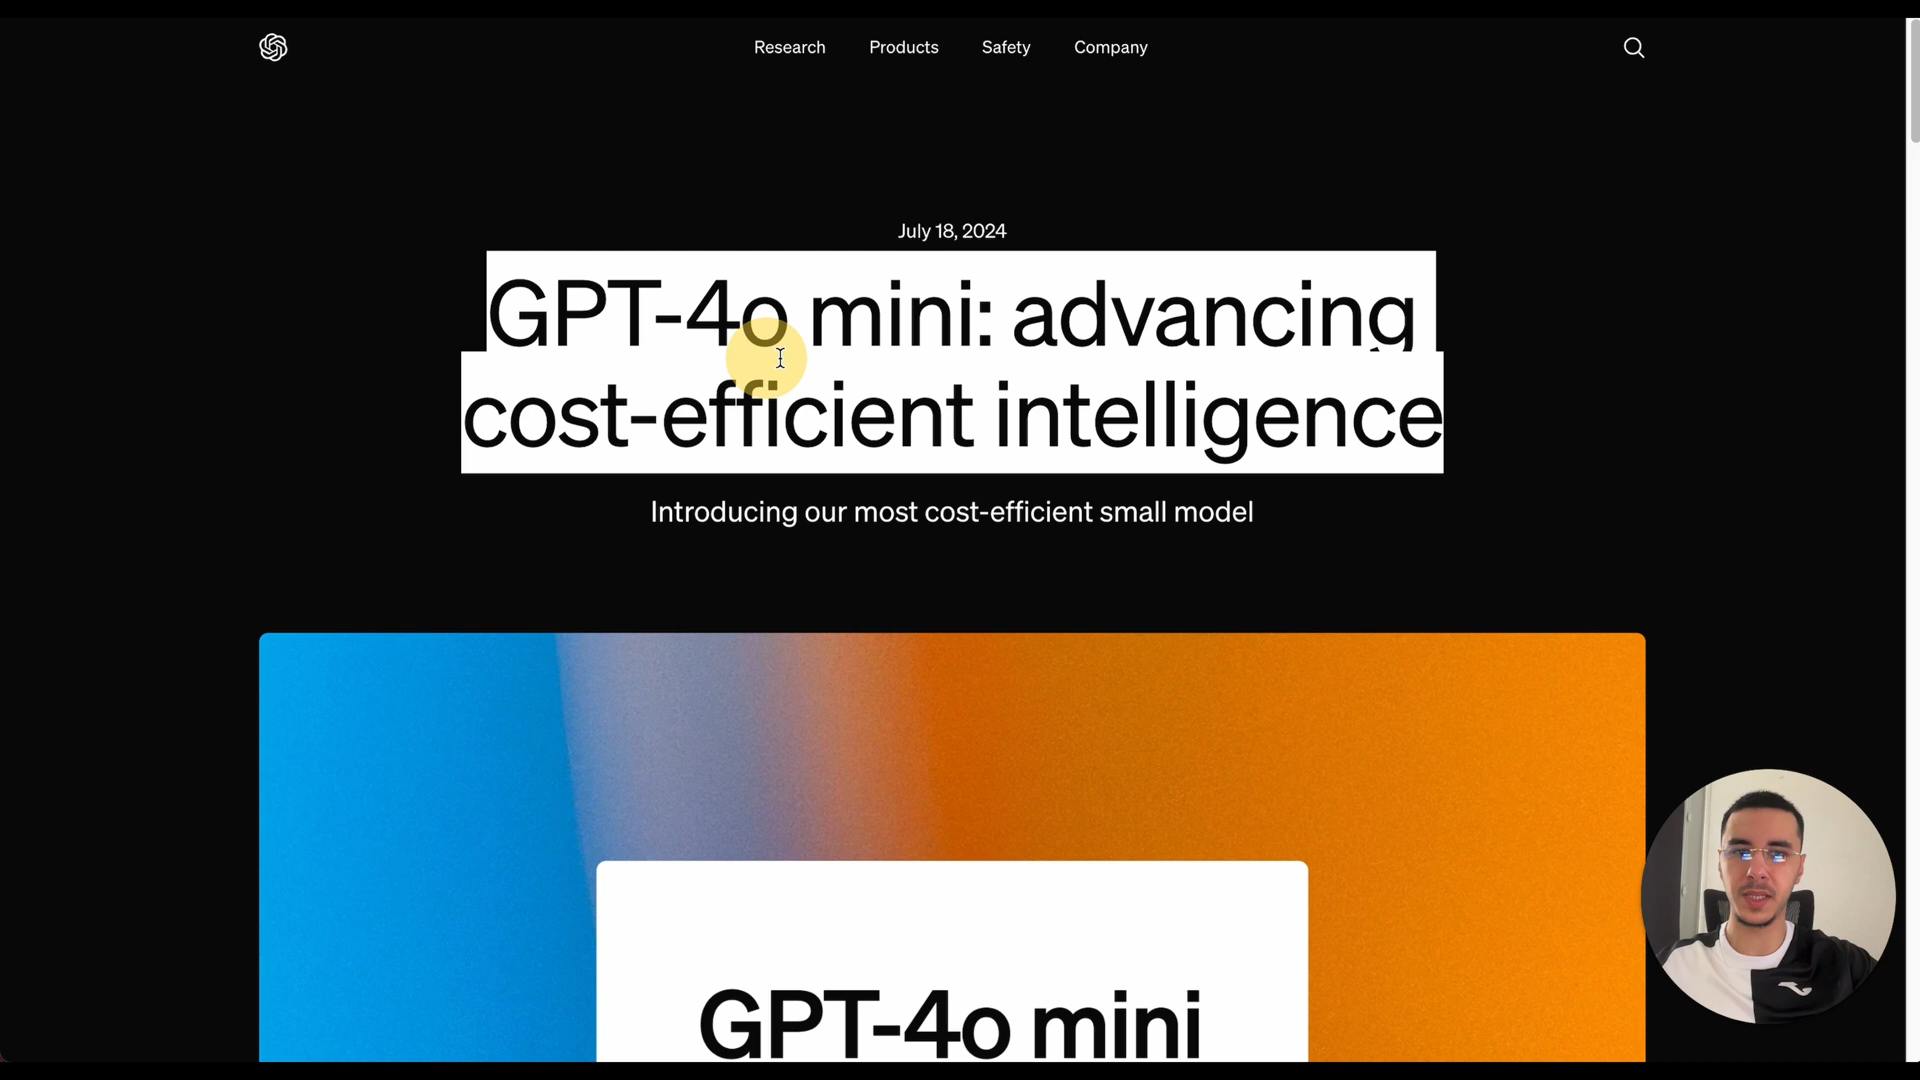 Research Products Safety Company
July 18, 2024
GPT-4o mini: advancing
cost-efficient intelligence
Introducing our most cost-efficient small model
GPT-4o mini